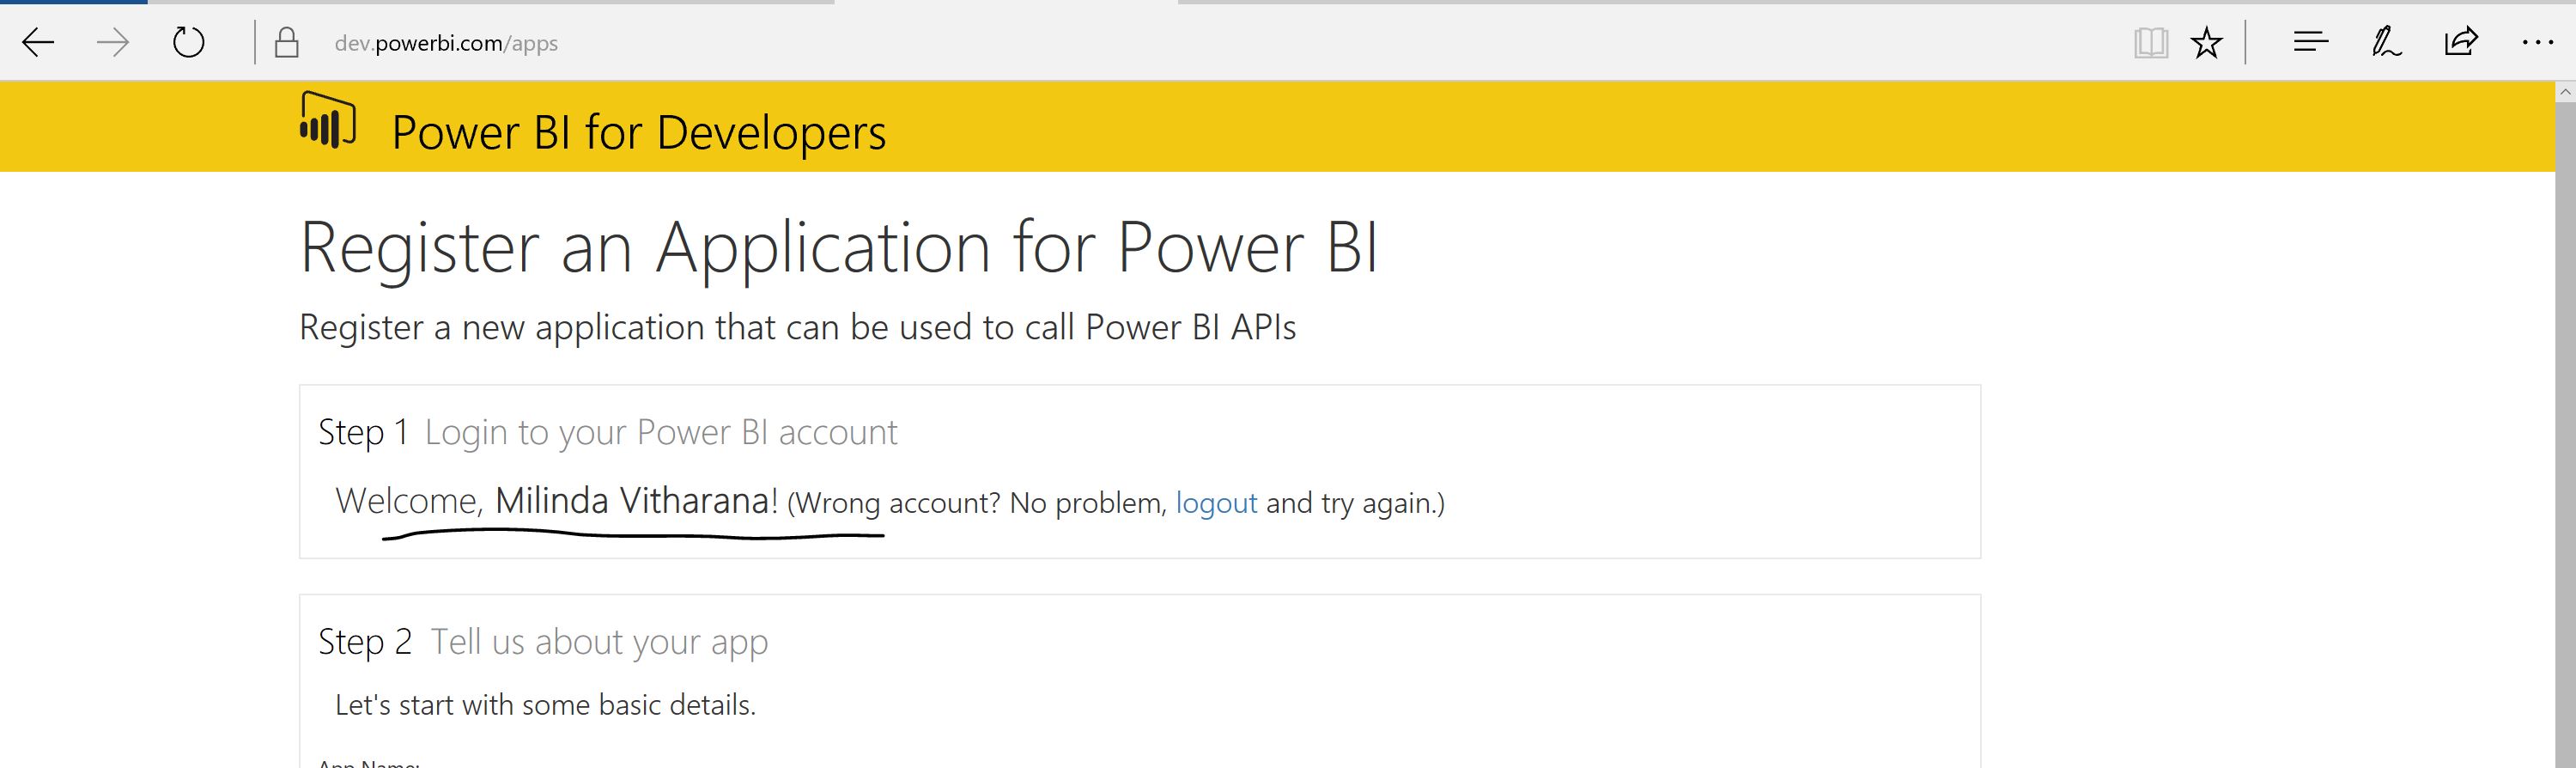 dev.powerbi.com/apps
Power BI for Developers
Register an Application for Power BI
Register a new application that can be used to call Power BI APIs
Step 1 Login to your Power BI account
Welcome, Milinda Vitharana! (Wrong account? No problem, logout and try again.)
Step 2 Tell us about your app
Let's start with some basic details.
App Name: